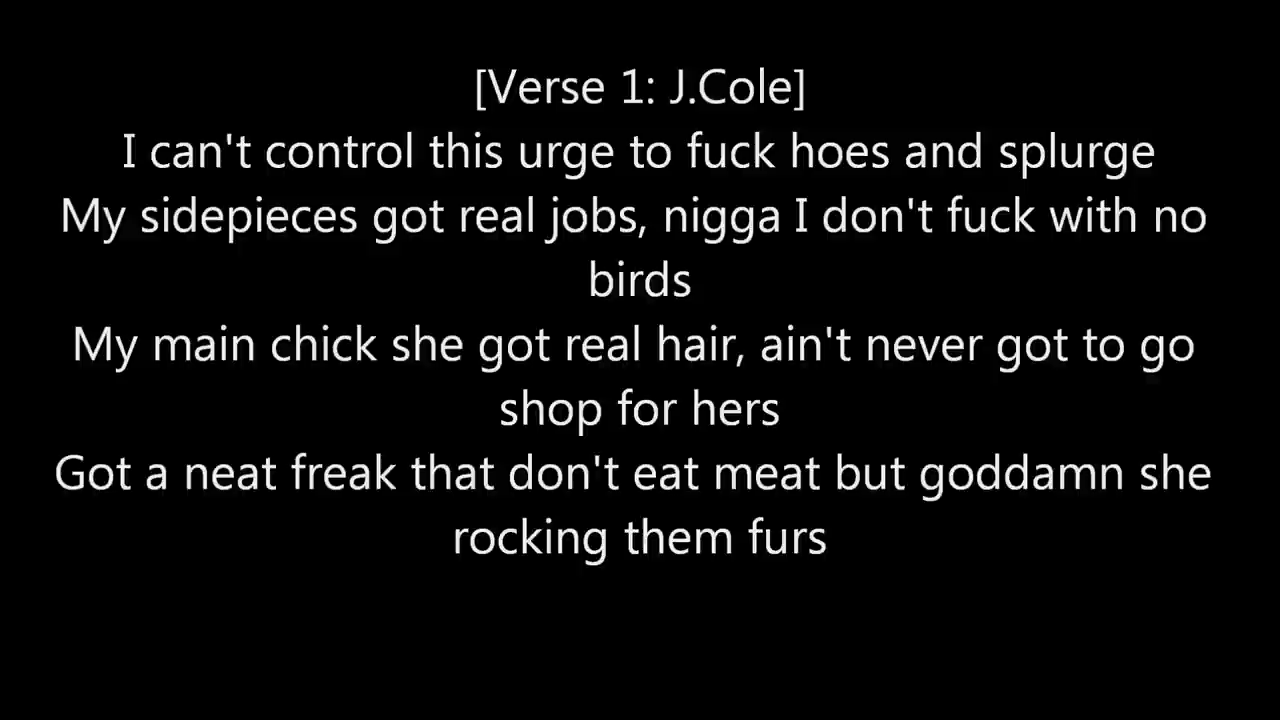 [Verse 1: J.Cole]
I can't control this urge to fuck hoes and splurge
My sidepieces got real jobs, nigga I don't fuck with no
birds
My main chick she got real hair, ain't never got to go
shop for hers
Got a neat freak that don't eat meat but goddamn she
rocking them furs